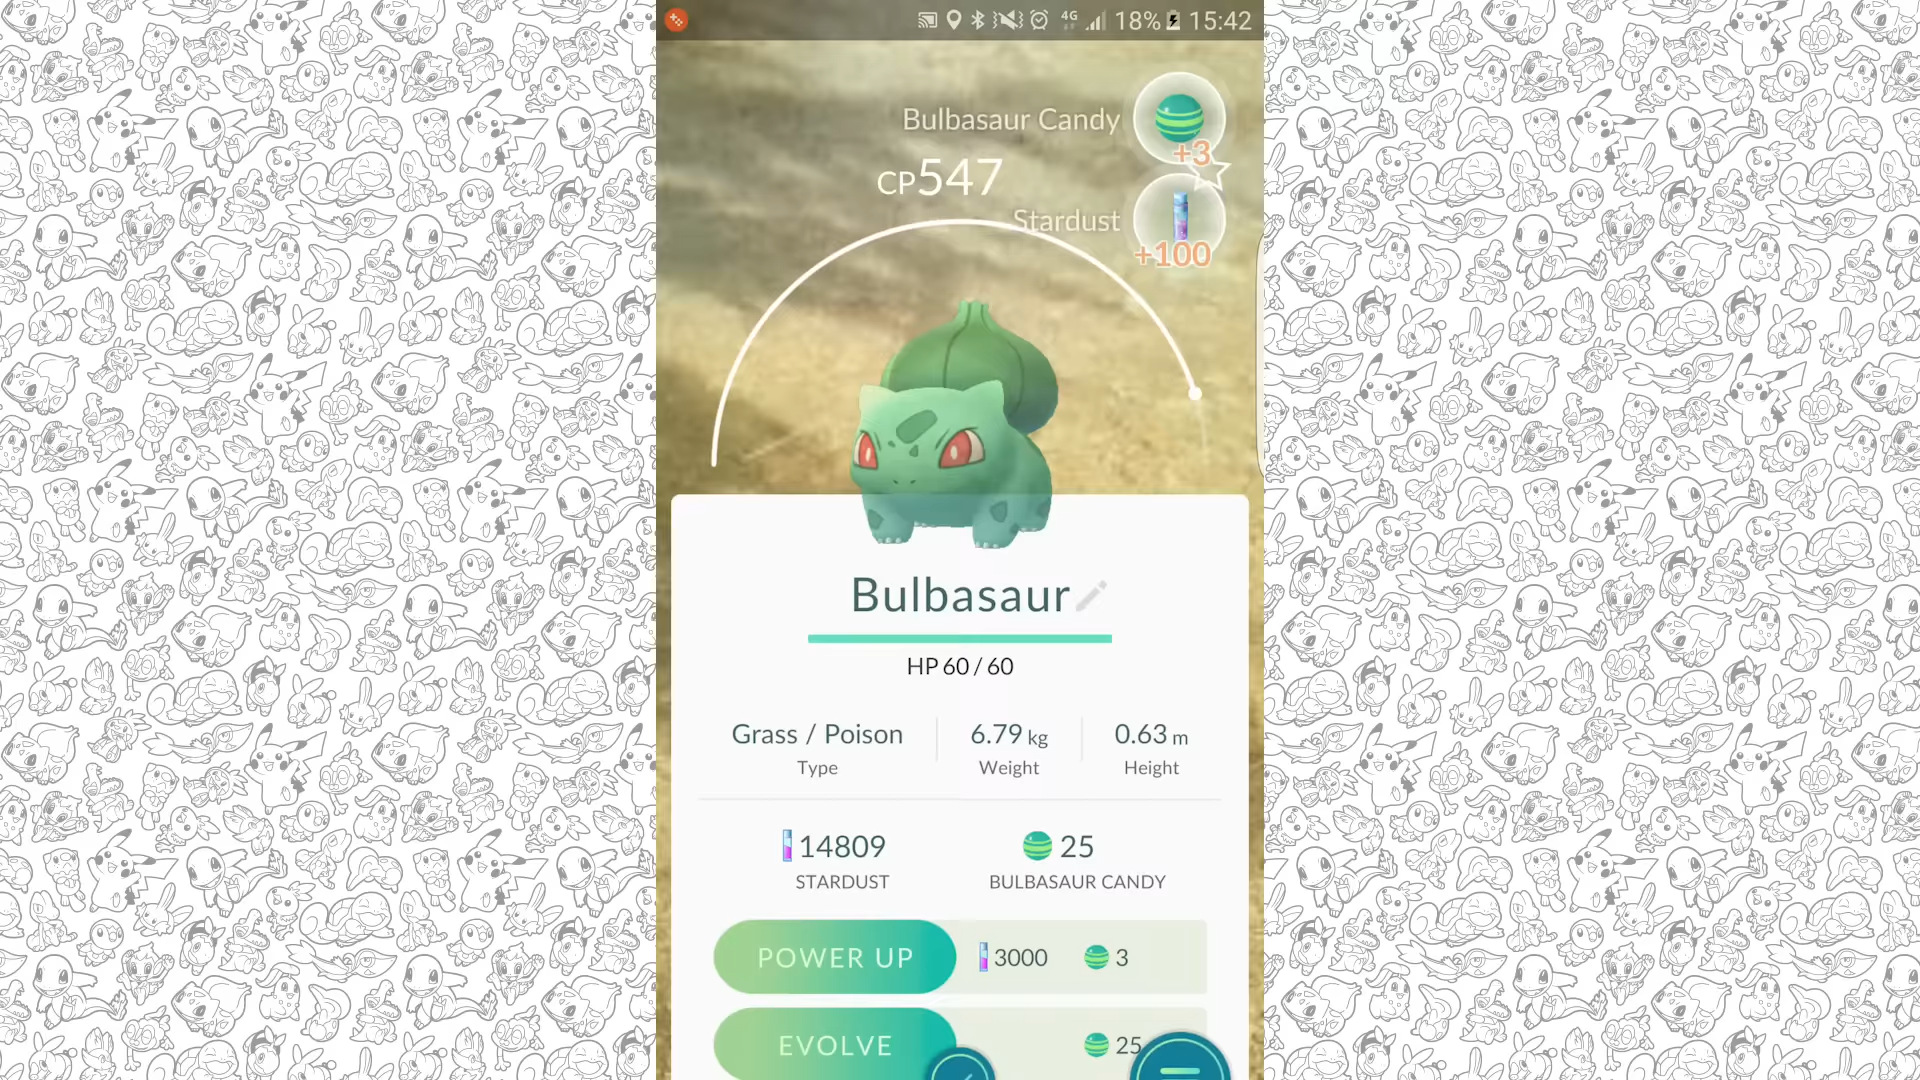 4G 18% 15:42
Bulbasaur Candy
+3
CP547
Stardust
+100
Bulbasaur
HP 60 / 60
Grass / Poison 6.79 kg 0.63 m
Type Weight Height
14809 25
STARDUST BULBASAUR CANDY
POWER UP 3000 3
EVOLVE 25